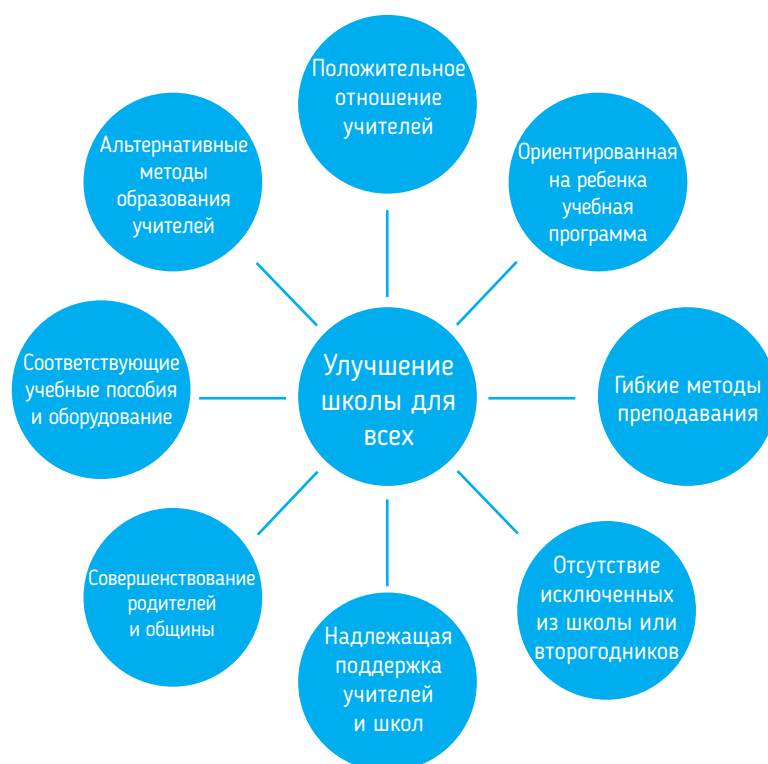 Положительное
отношение
учителей
Альтернативные
методы
образования
учителей
Ориентированная
на ребенка
учебная
программа
Соответствующие
учебные пособия
и оборудование
Улучшение
школы для
всех
Гибкие методы
преподавания
Совершенствование
родителей
и общины
Надлежащая
поддержка
учителей
и школ
Отсутствие
исключенных
из школы или
второгодников